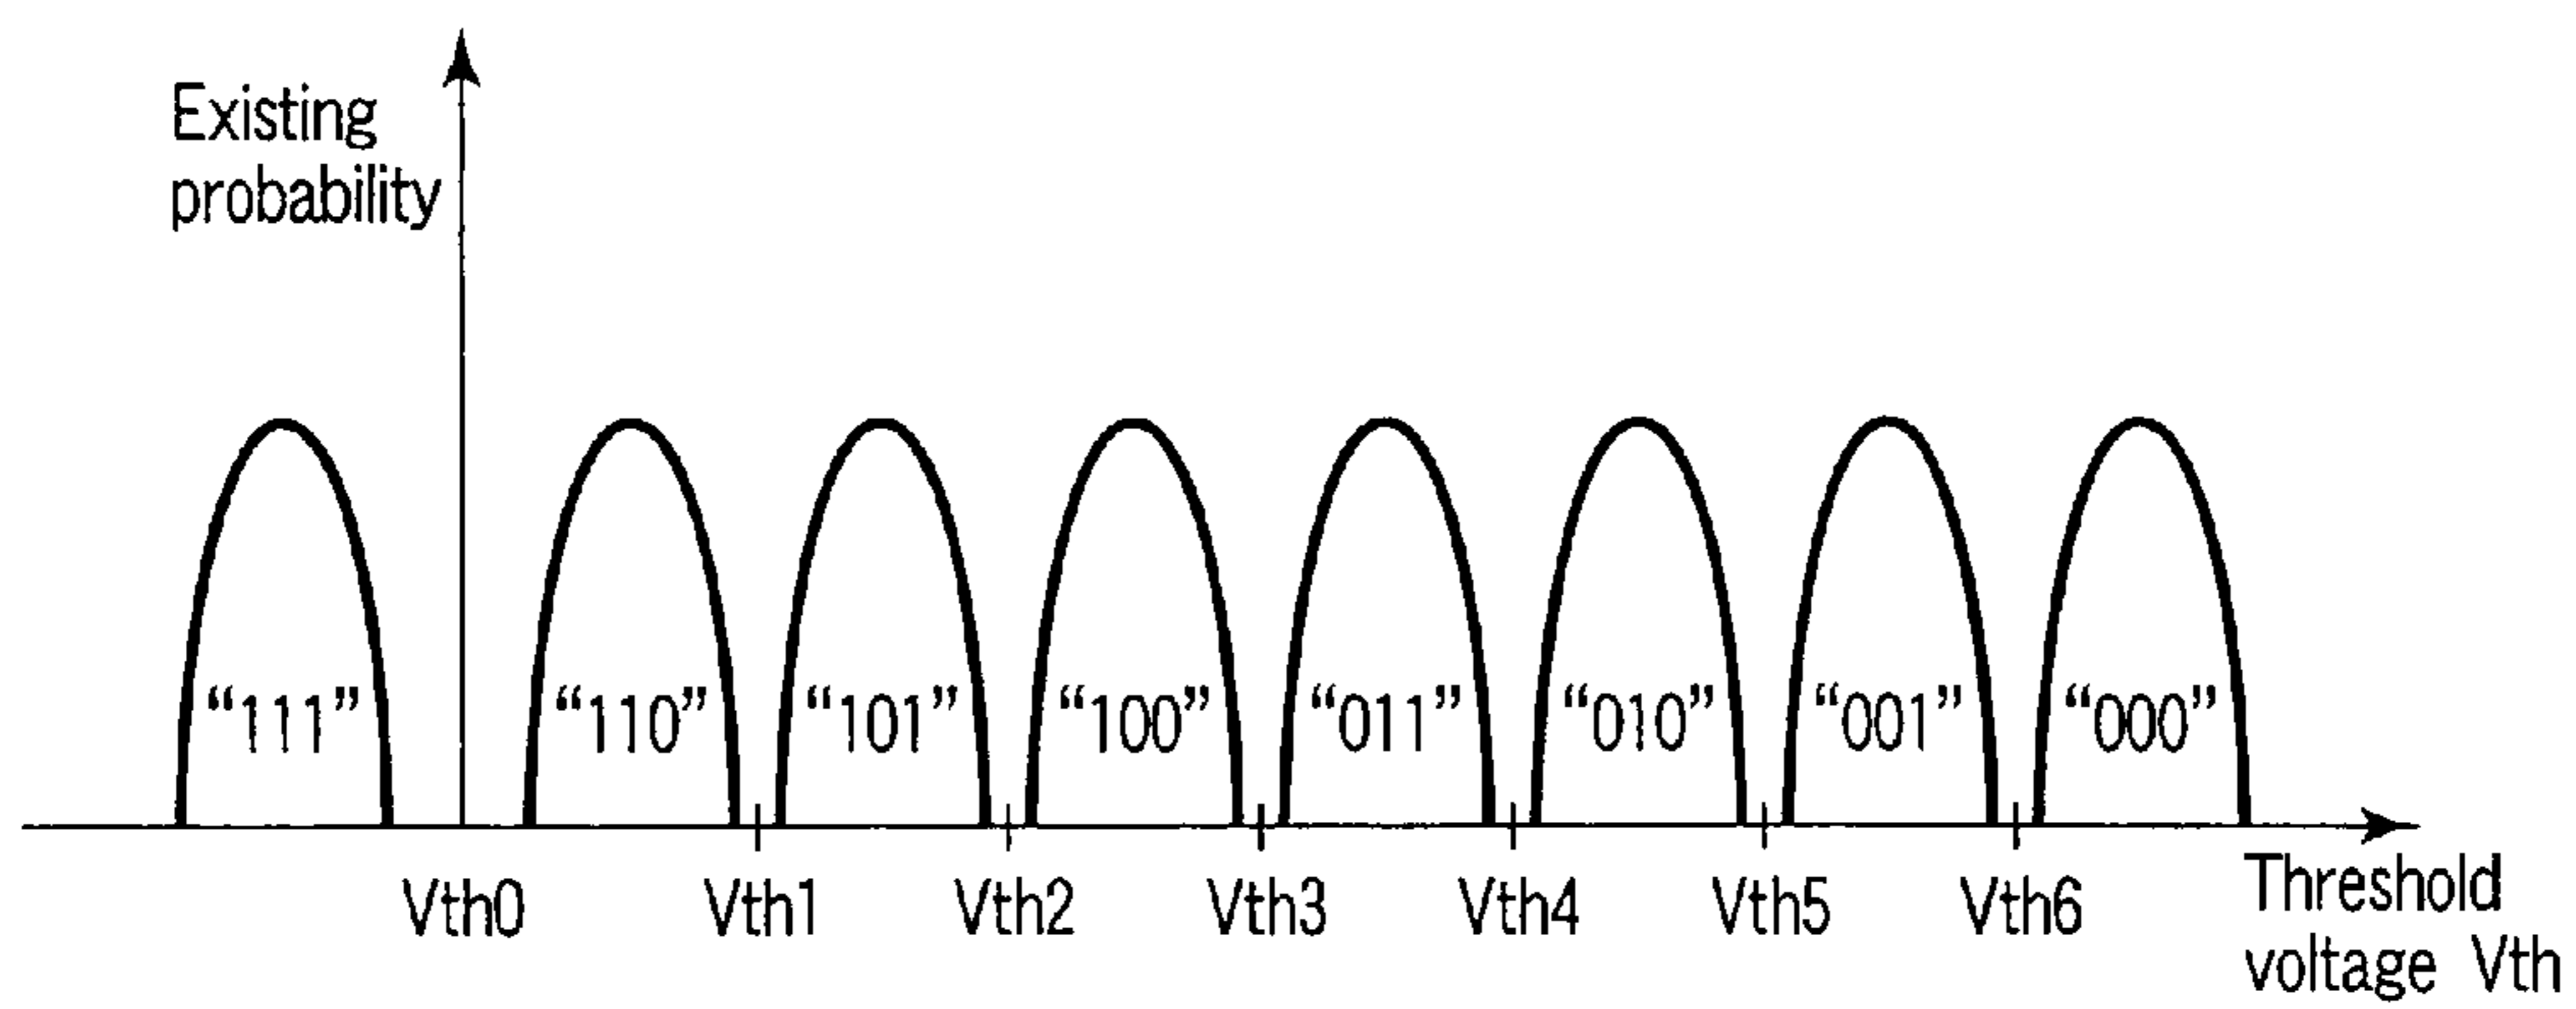 Existing
probability
“111” “110” “101” “100” “011” “010” “001” “000”
Vth0 Vth1 Vth2 Vth3 Vth4 Vth5 Vth6
Threshold
voltage Vth